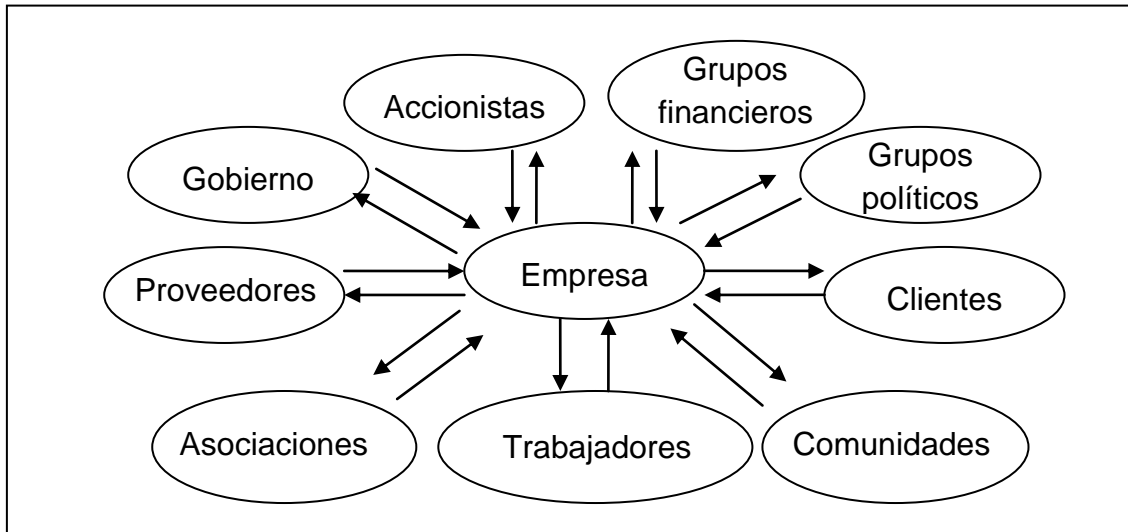 Accionistas
Grupos
financieros
Gobierno
Grupos
políticos
Proveedores
Empresa
Clientes
Asociaciones
Trabajadores
Comunidades